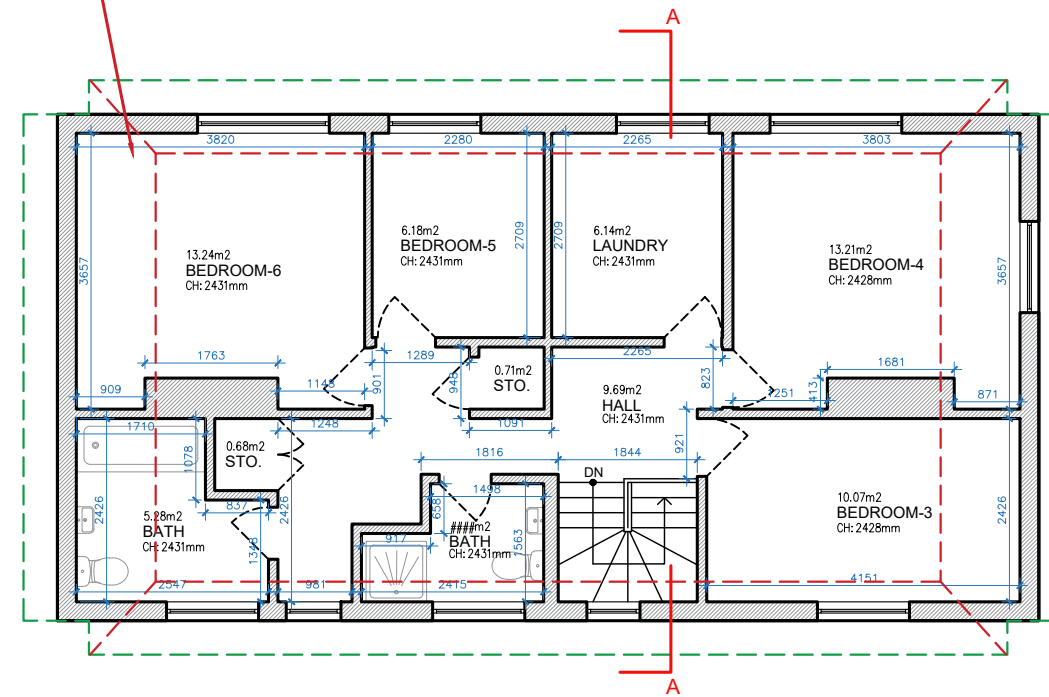 A
3820
2280
2265
3803
3657
13.24m2
BEDROOM-6
CH: 2431mm
6.18m2
BEDROOM-5
CH: 2431mm
2709
2709
6.14m2
LAUNDRY
CH: 2431mm
13.21m2
BEDROOM-4
CH: 2428mm
3657
1763
1289
2265
1681
909
1148
901
948
0.71m2
STO.
823
1251
413
871
9.69m2
HALL
CH: 2431mm
1710
1248
1091
921
1078
0.68m2
STO.
1816
1844
DN
837
2426
5.28m2
BATH
CH: 2431mm
1348
2426
658
1498
####m2
BATH
CH: 2431mm
1563
917
10.07m2
BEDROOM-3
CH: 2428mm
2426
2547
981
2415
4151
A